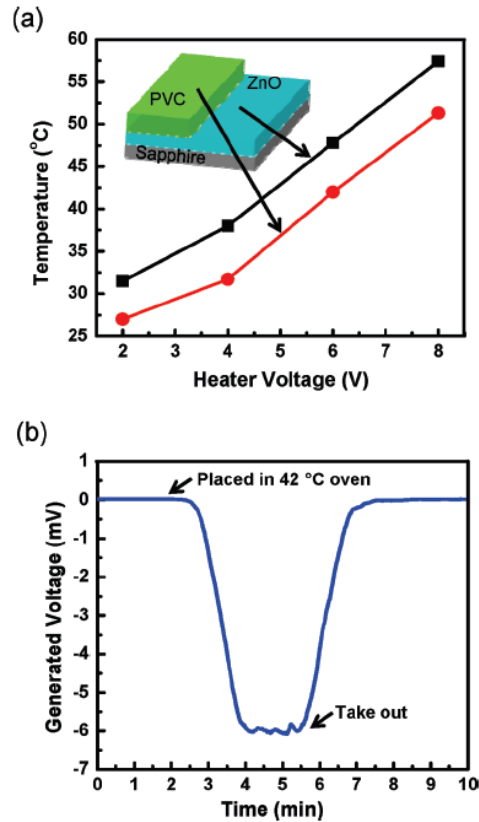 (a)
60
55
50
45
40
35
30
25
Temperature (°C)
PVC
ZnO
Sapphire
2 3 4 5 6 7 8
Heater Voltage (V)
(b)
1
0
-1
-2
-3
-4
-5
-6
-7
Generated Voltage (mV)
Placed in 42 °C oven
Take out
0 1 2 3 4 5 6 7 8 9 10
Time (min)